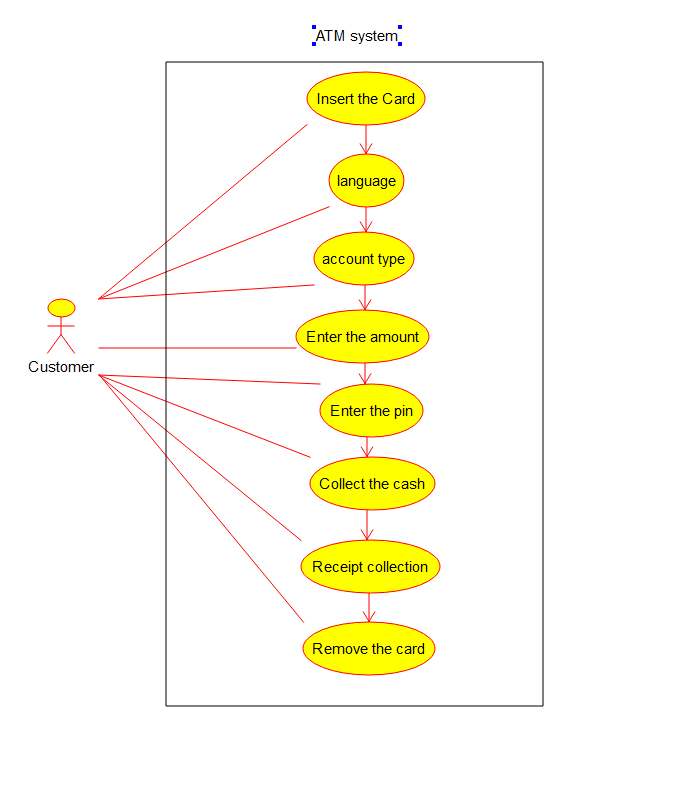 ATM system
Insert the Card
language
account type
Enter the amount
Customer
Enter the pin
Collect the cash
Receipt collection
Remove the card